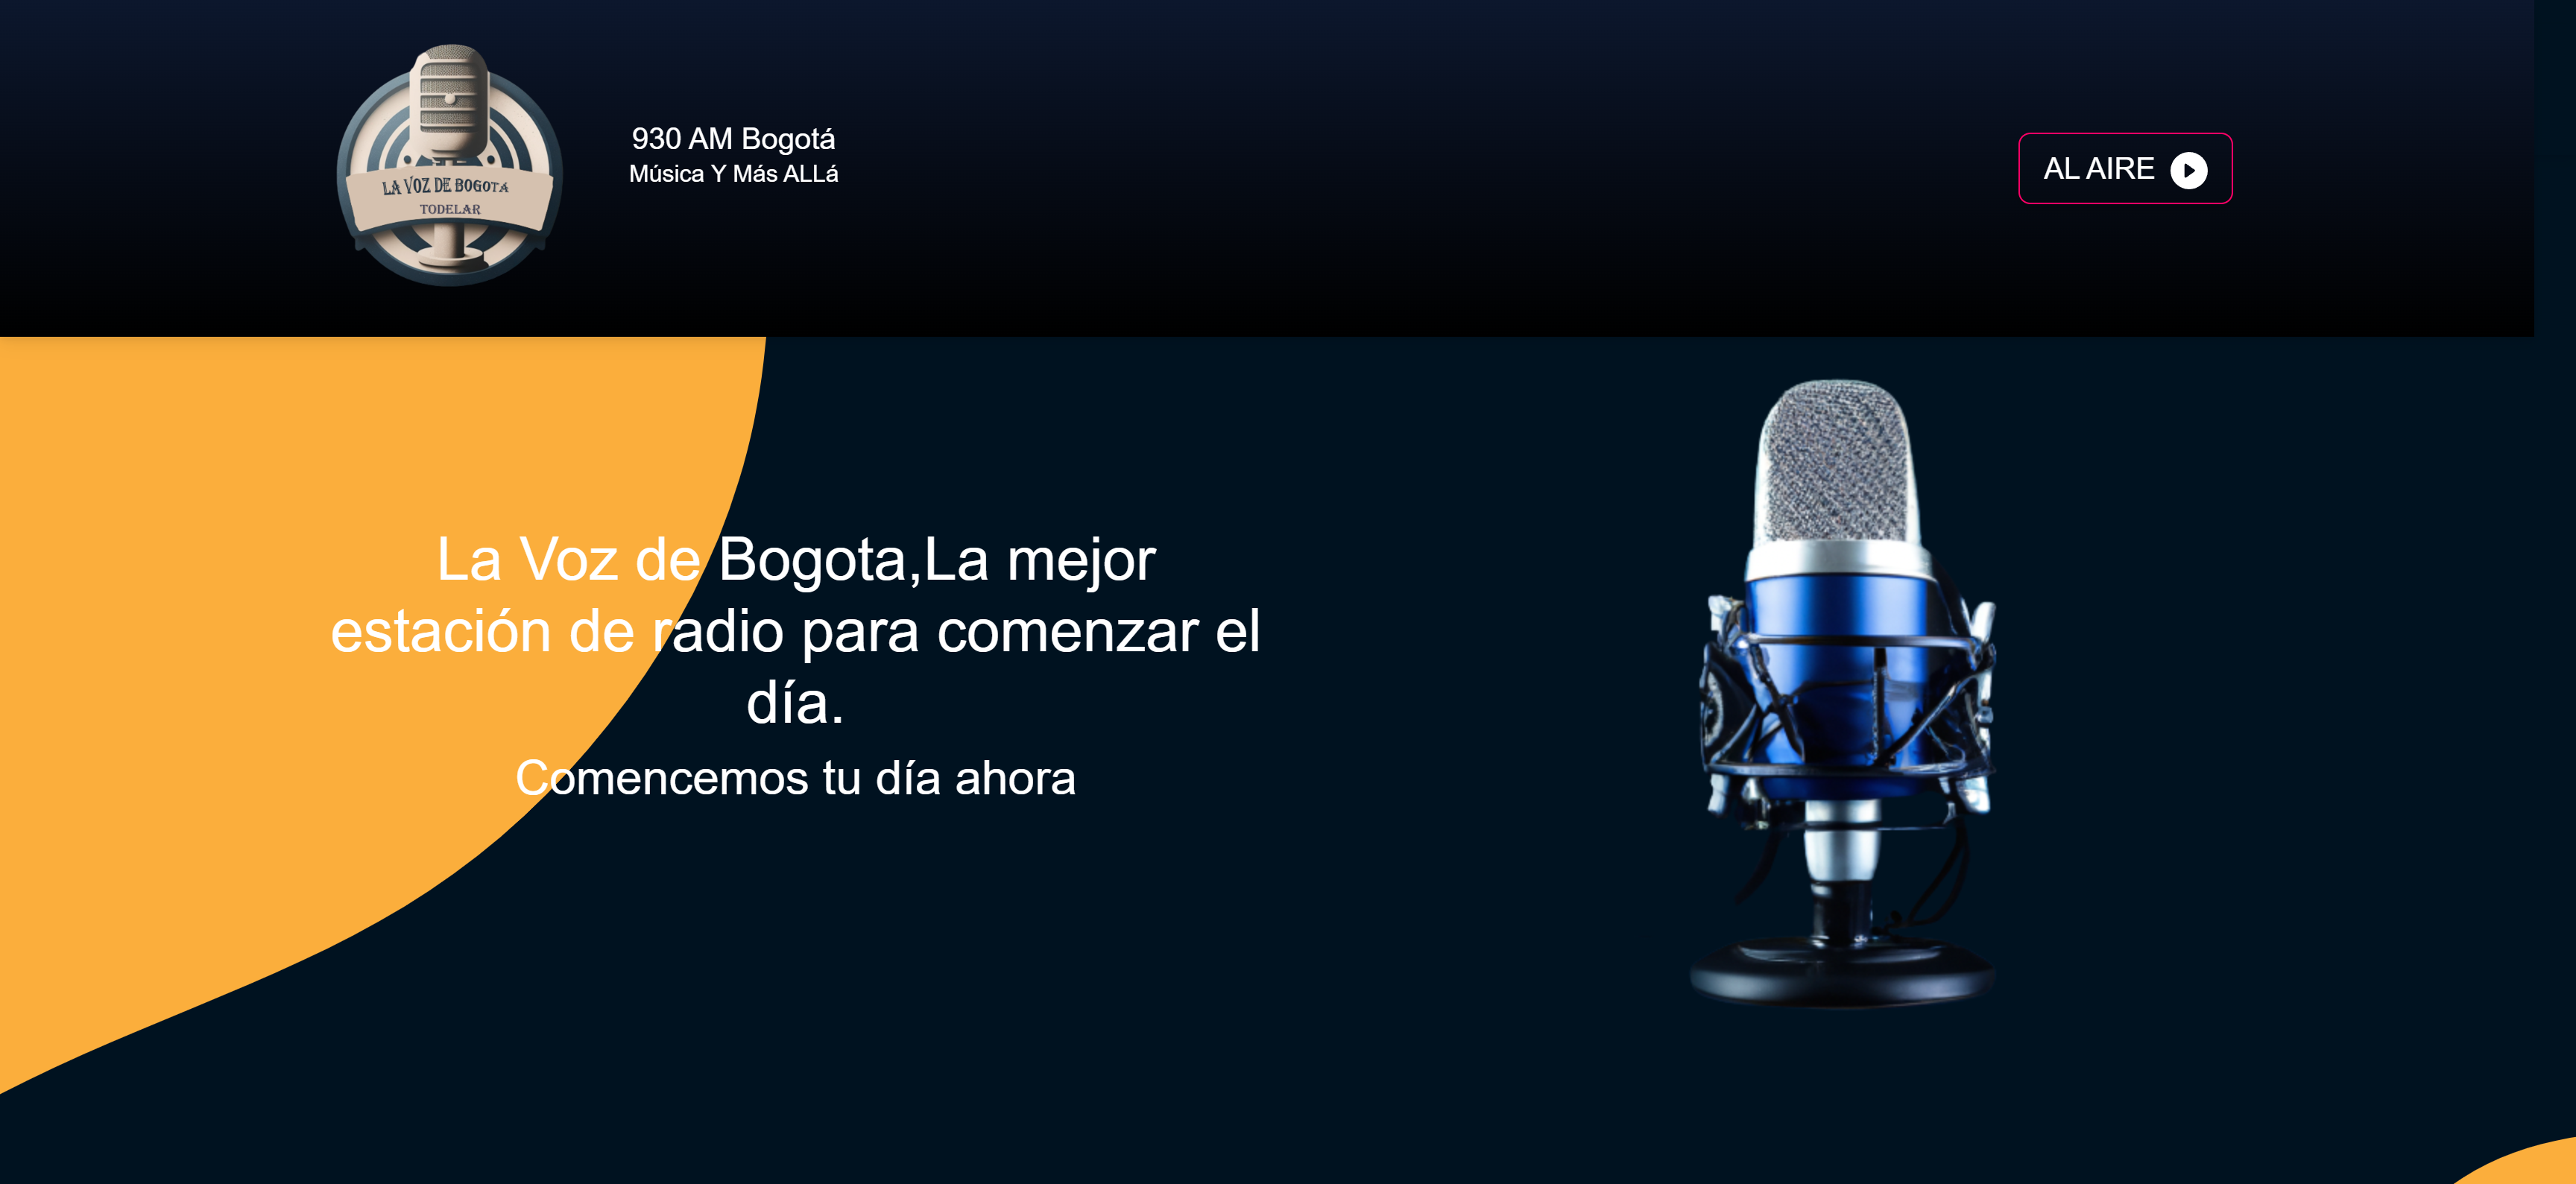 LA VOZ DE BOGOTÁ
TODELAR
930 AM Bogotá
Música Y Más ALLá
AL AIRE
La Voz de Bogota,La mejor
estación de radio para comenzar el
día.
Comencemos tu día ahora